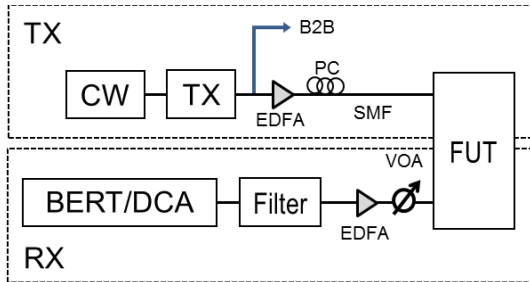 TX
B2B
CW
TX
EDFA
PC
SMF
FUT
VOA
BERT/DCA
Filter
EDFA
RX